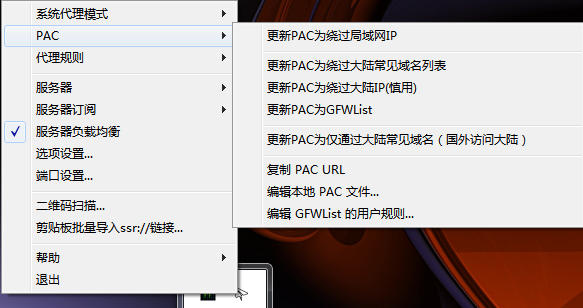 系统代理模式
PAC
代理规则
服务器
服务器订阅
服务器负载均衡
选项设置...
端口设置...
二维码扫描...
剪贴板批量导入ssr://链接...
帮助
退出
更新PAC为绕过局域网IP
更新PAC为绕过大陆常见域名列表
更新PAC为绕过大陆IP(慎用)
更新PAC为GFWList
更新PAC为仅通过大陆常见域名（国外访问大陆）
复制 PAC URL
编辑本地 PAC 文件...
编辑 GFWList 的用户规则...